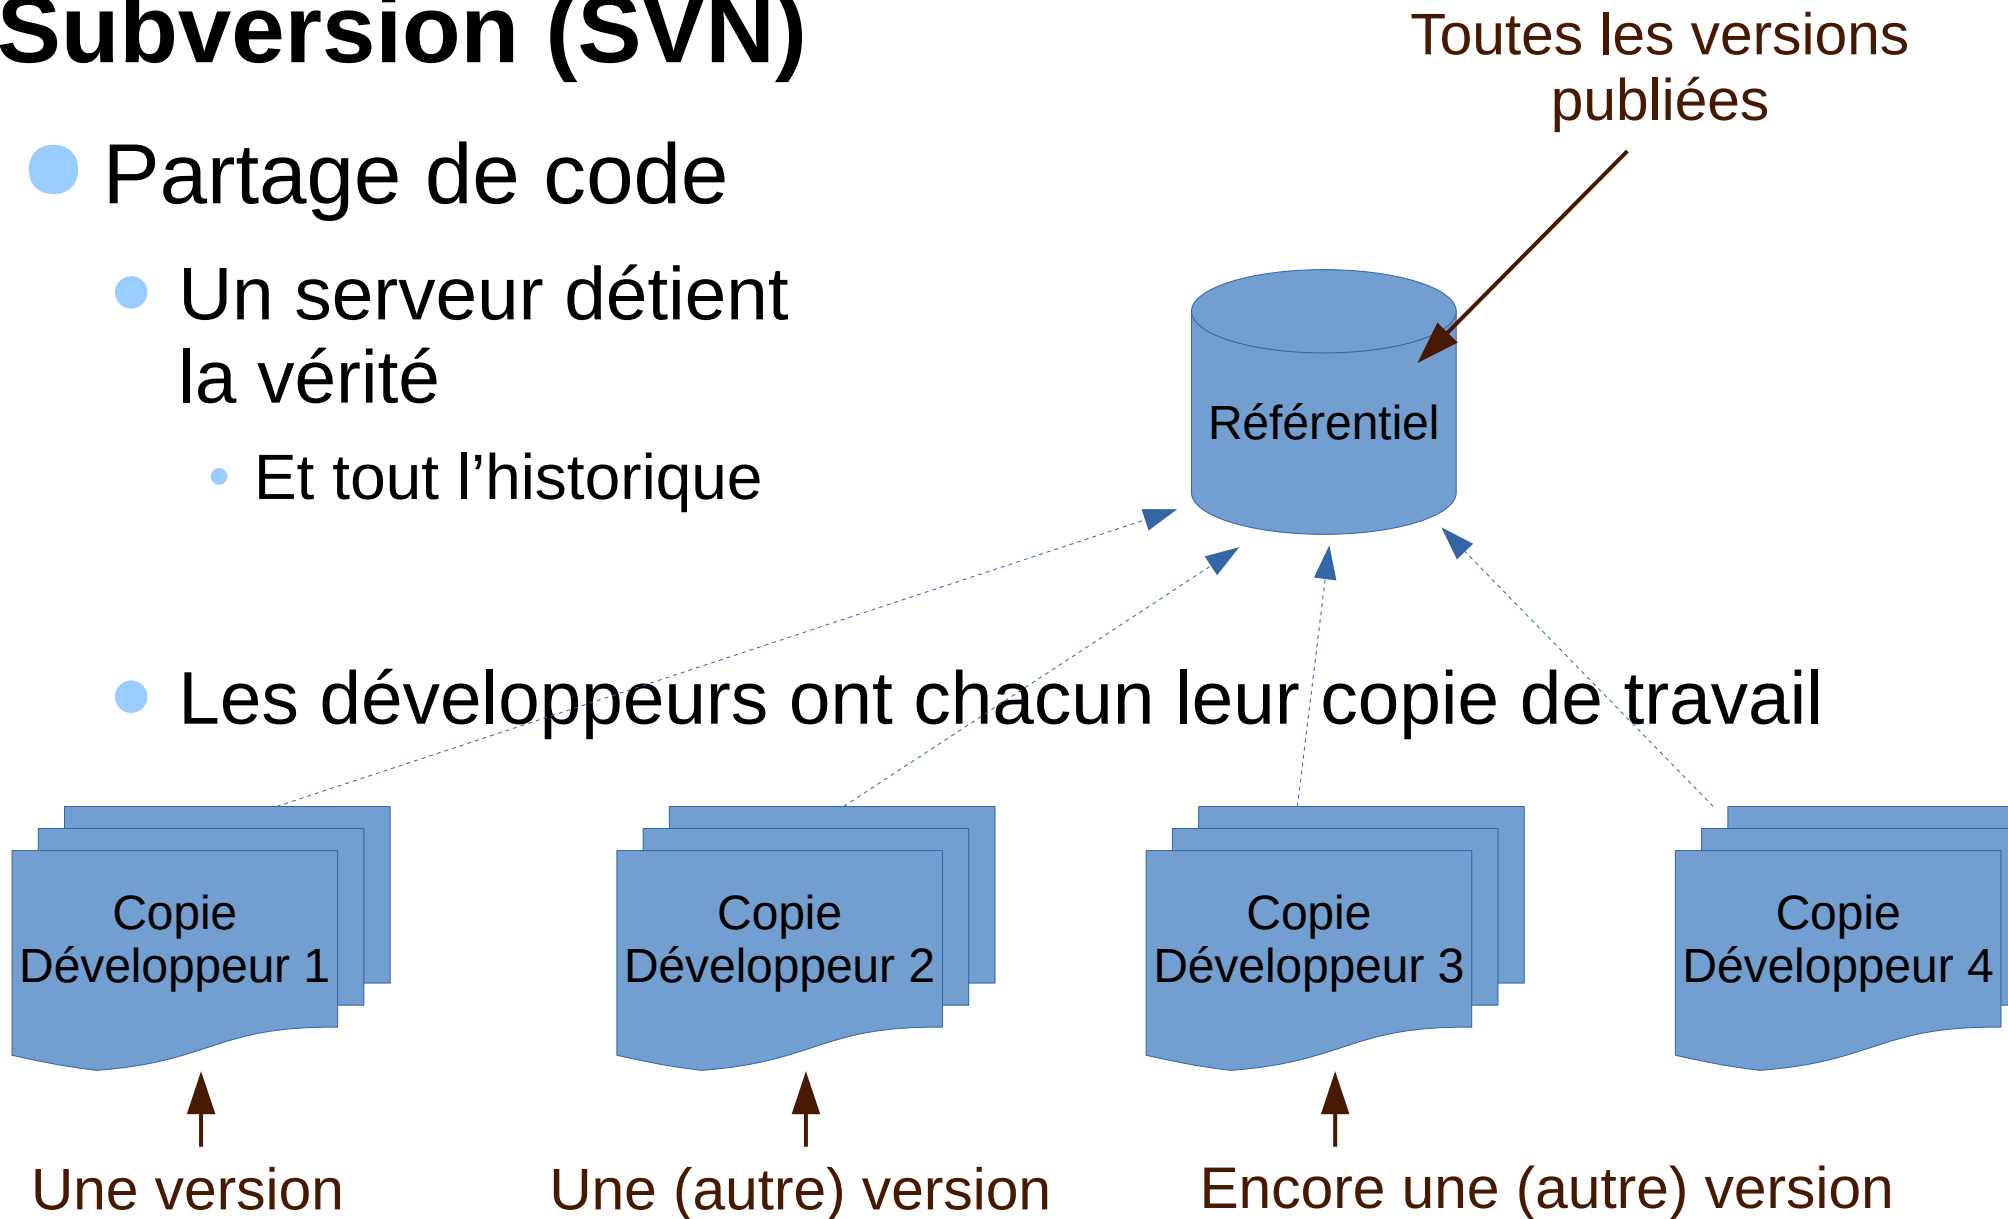 Subversion (SVN)
Toutes les versions
publiées
Partage de code
Un serveur détient
la vérité
Et tout l’historique
Référentiel
Les développeurs ont chacun leur copie de travail
Copie
Développeur 1
Copie
Développeur 2
Copie
Développeur 3
Copie
Développeur 4
Une version
Une (autre) version
Encore une (autre) version